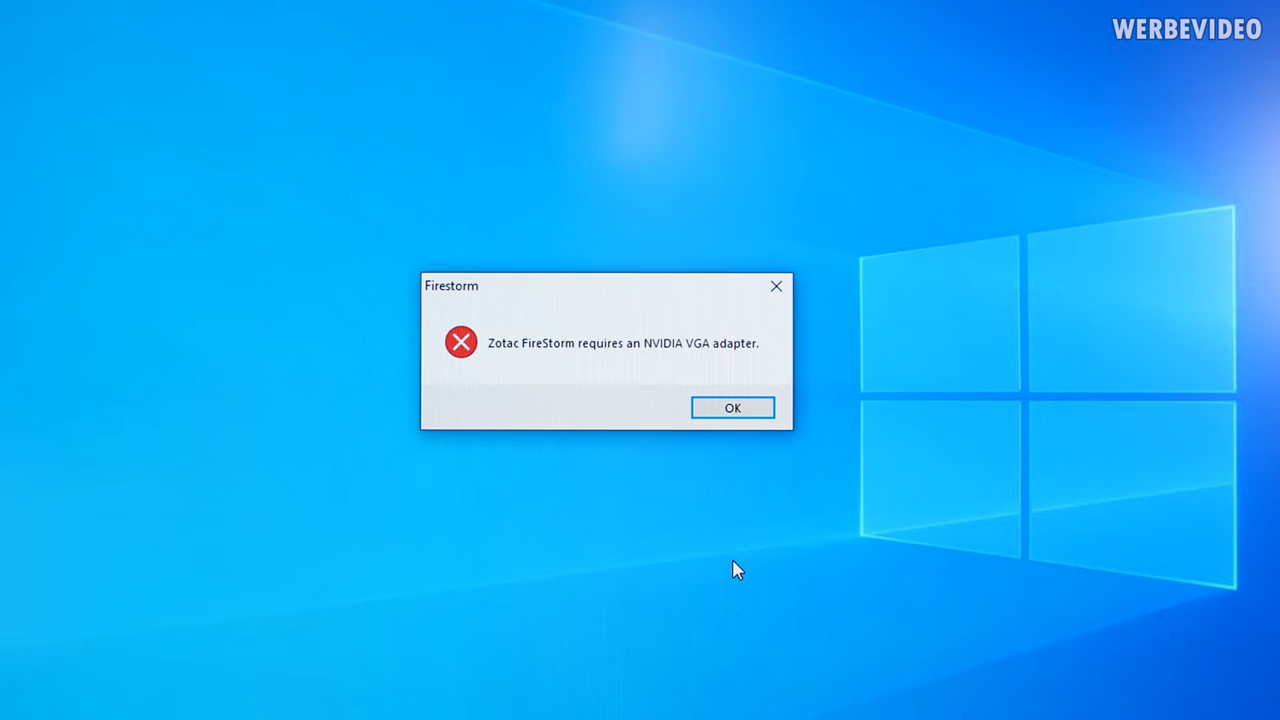 WERBEVIDEO
Firestorm
Zotac FireStorm requires an NVIDIA VGA adapter.
OK